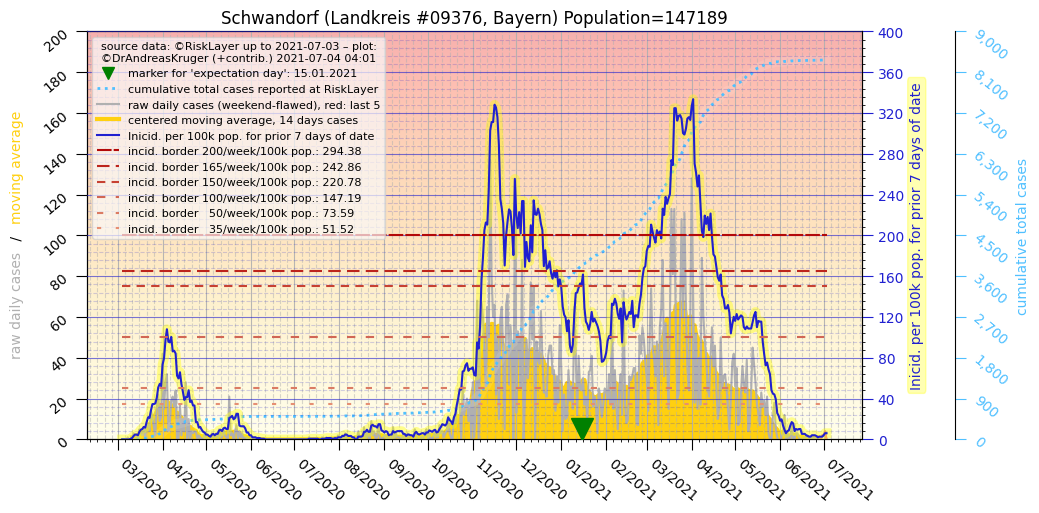 Schwandorf (Landkreis #09376, Bayern) Population=147189
source data: ©RiskLayer up to 2021-07-03 – plot:
©DrAndreasKruger (+contrib.) 2021-07-04 04:01
marker for 'expectation day': 15.01.2021
cumulative total cases reported at RiskLayer
raw daily cases (weekend-flawed), red: last 5
centered moving average, 14 days cases
Inicid. per 100k pop. for prior 7 days of date
incid. border 200/week/100k pop.: 294.38
incid. border 165/week/100k pop.: 242.86
incid. border 150/week/100k pop.: 220.78
incid. border 100/week/100k pop.: 147.19
incid. border   50/week/100k pop.: 73.59
incid. border   35/week/100k pop.: 51.52
raw daily cases / moving average
200
180
160
140
120
100
80
60
40
20
0
400
360
320
280
240
200
160
120
80
40
0
Inicid. per 100k pop. for prior 7 days of date
9,000
8,100
7,200
6,300
5,400
4,500
3,600
2,700
1,800
900
0
cumulative total cases
03/2020
04/2020
05/2020
06/2020
07/2020
08/2020
09/2020
10/2020
11/2020
12/2020
01/2021
02/2021
03/2021
04/2021
05/2021
06/2021
07/2021